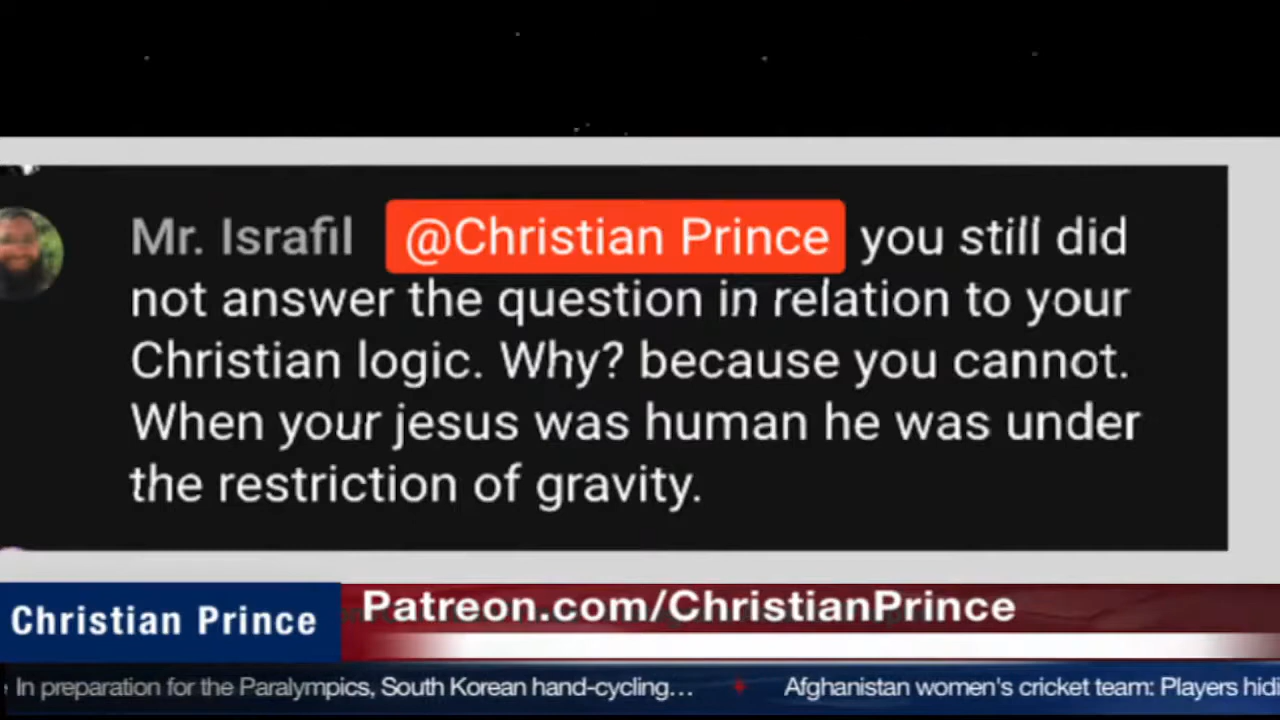 Mr. Israfil @Christian Prince you still did
not answer the question in relation to your
Christian logic. Why? because you cannot.
When your jesus was human he was under
the restriction of gravity.
Christian Prince
Patreon.com/ChristianPrince
In preparation for the Paralympics, South Korean hand-cycling… Afghanistan women's cricket team: Players hidi